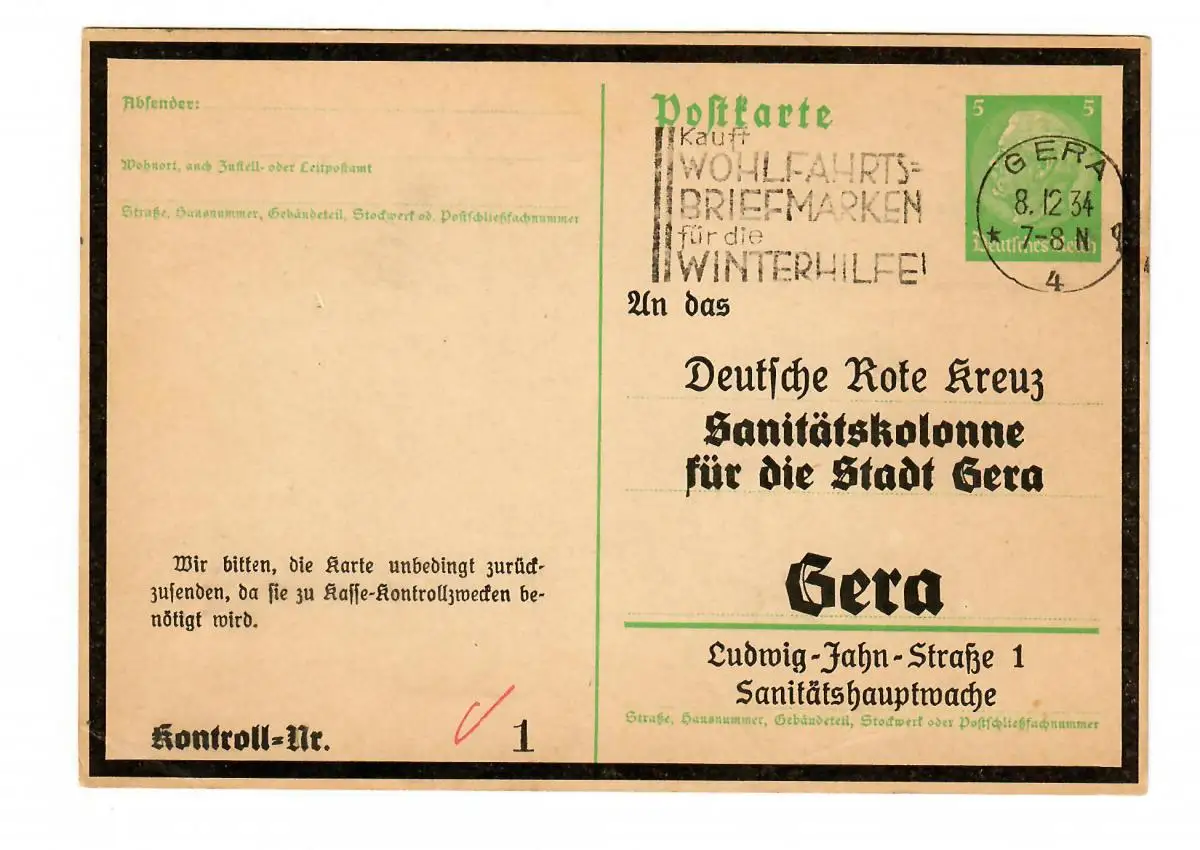 Absender:
Wohnort, auch Zustell- oder Leitpostamt
Straße, Hausnummer, Gebäudeteil, Stockwerk od. Postschließfachnummer
Wir bitten, die Karte unbedingt zurück-
zusenden, da sie zu Kasse-Kontrollzwecken be-
nötigt wird.
Kontroll-Nr. 1
Postkarte
5 5
Deutsches Reich
Kauft
WOHLFAHRTS-
BRIEFMARKEN
für die
WINTERHILFE!
GERA
8.12 34
* 7-8 N
4
An das
Deutsche Rote Kreuz
Sanitätskolonne
für die Stadt Gera
Gera
Ludwig-Jahn-Straße 1
Sanitätshauptwache
Straße, Hausnummer, Gebäudeteil, Stockwerk oder Postschließfachnummer